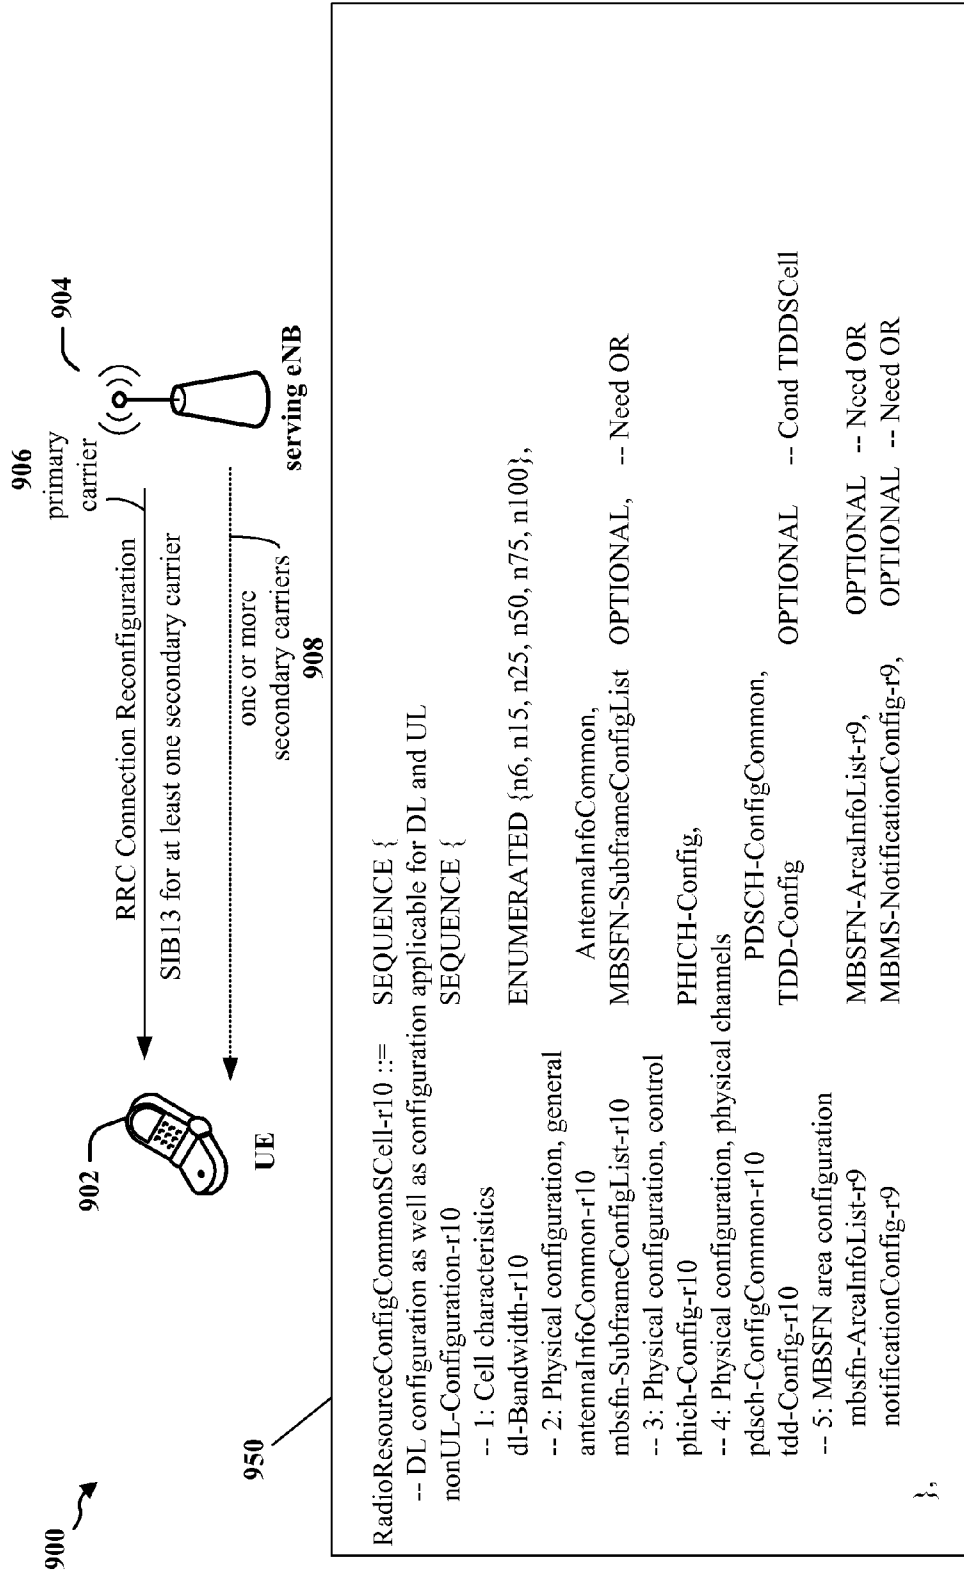 900
902
UE
RRC Connection Reconfiguration
SIB13 for at least one secondary carrier
906
primary
carrier
904
serving eNB
one or more
secondary carriers
908
950
RadioResourceConfigCommonSCell-r10 ::= SEQUENCE {
-- DL configuration as well as configuration applicable for DL and UL
nonUL-Configuration-r10 SEQUENCE {
-- 1: Cell characteristics
dl-Bandwidth-r10 ENUMERATED {n6, n15, n25, n50, n75, n100},
-- 2: Physical configuration, general
antennaInfoCommon-r10 AntennaInfoCommon,
mbsfn-SubframeConfigList-r10 MBSFN-SubframeConfigList OPTIONAL, -- Need OR
-- 3: Physical configuration, control
phich-Config-r10 PHICH-Config,
-- 4: Physical configuration, physical channels
pdsch-ConfigCommon-r10 PDSCH-ConfigCommon,
tdd-Config-r10 TDD-Config OPTIONAL -- Cond TDDSCell
-- 5: MBSFN area configuration
mbsfn-AreaInfoList-r9 MBSFN-AreaInfoList-r9, OPTIONAL -- Need OR
notificationConfig-r9 MBMS-NotificationConfig-r9, OPTIONAL -- Need OR
},